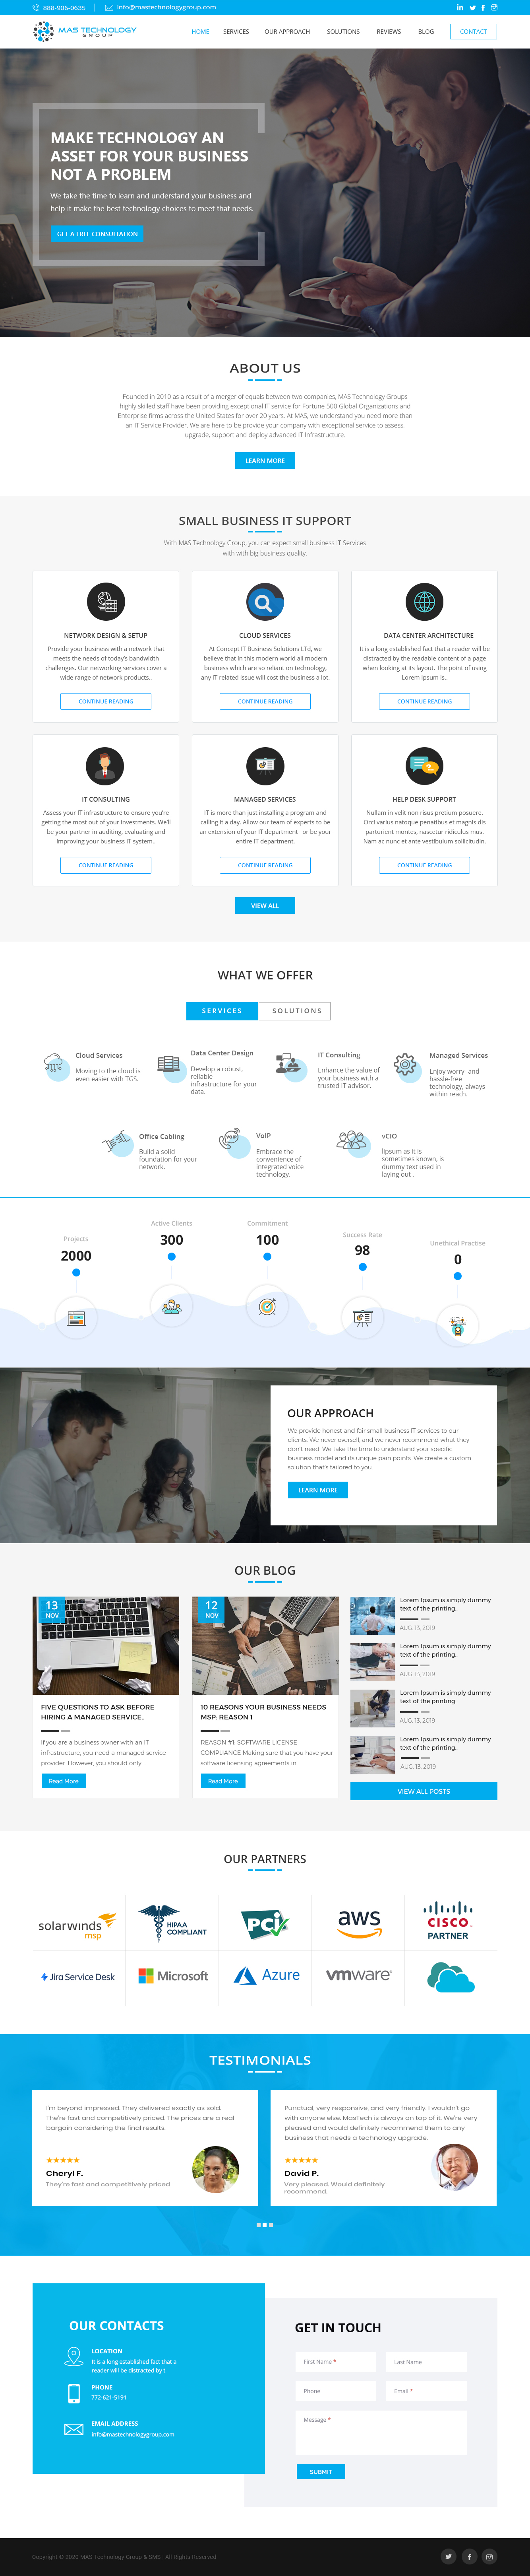 888-906-0635
info@mastechnologygroup.com
MAS TECHNOLOGY
GROUP
HOME
SERVICES
OUR APPROACH
SOLUTIONS
REVIEWS
BLOG
CONTACT
MAKE TECHNOLOGY AN
ASSET FOR YOUR BUSINESS
NOT A PROBLEM
We take the time to learn and understand your business and
help it make the best technology choices to meet that needs.
GET A FREE CONSULTATION
ABOUT US
Founded in 2010 as a result of a merger of equals between two companies, MAS Technology Groups
highly skilled staff have been providing exceptional IT service for Fortune 500 Global Organizations and
Enterprise firms across the United States for over 20 years. At MAS, we understand you need more than
an IT Service Provider. We are here to be provide your company with exceptional service to assess,
upgrade, support and deploy advanced IT Infrastructure.
LEARN MORE
SMALL BUSINESS IT SUPPORT
With MAS Technology Group, you can expect small business IT Services
with with big business quality.
NETWORK DESIGN & SETUP
Provide your business with a network that
meets the needs of today's bandwidth
challenges. Our networking services cover a
wide range of network products..
CONTINUE READING
CLOUD SERVICES
At Concept IT Business Solutions LTd, we
believe that in this modern world all modern
business which are so reliant on technology,
any IT related issue will cost the business a lot.
CONTINUE READING
DATA CENTER ARCHITECTURE
It is a long established fact that a reader will be
distracted by the readable content of a page
when looking at its layout. The point of using
Lorem Ipsum is..
CONTINUE READING
IT CONSULTING
Assess your IT infrastructure to ensure you're
getting the most out of your investments. We'll
be your partner in auditing, evaluating and
improving your business IT system..
CONTINUE READING
MANAGED SERVICES
IT is more than just installing a program and
calling it a day. Allow our team of experts to be
an extension of your IT department –or be your
entire IT department.
CONTINUE READING
HELP DESK SUPPORT
Nullam in velit non risus pretium posuere.
Orci varius natoque penatibus et magnis dis
parturient montes, nascetur ridiculus mus.
Nam ac nunc et ante vestibulum sollicitudin.
CONTINUE READING
VIEW ALL
WHAT WE OFFER
SERVICES
SOLUTIONS
Cloud Services
Moving to the cloud is
even easier with TGS.
Data Center Design
Develop a robust,
reliable
infrastructure for your
data.
IT Consulting
Enhance the value of
your business with a
trusted IT advisor.
Managed Services
Enjoy worry- and
hassle-free
technology, always
within reach.
Office Cabling
Build a solid
foundation for your
network.
VOIP
VoIP
Embrace the
convenience of
integrated voice
technology.
vCIO
Iipsum as it is
sometimes known, is
dummy text used in
laying out .
Projects
2000
Active Clients
300
Commitment
100
Success Rate
98
Unethical Practise
0
OUR APPROACH
We provide honest and fair small business IT services to our
clients. We never oversell, and we never recommend what they
don't need. We take the time to understand your specific
business model and its unique pain points. We create a custom
solution that's tailored to you.
LEARN MORE
OUR BLOG
13
NOV
FIVE QUESTIONS TO ASK BEFORE
HIRING A MANAGED SERVICE..
If you are a business owner with an IT
infrastructure, you need a managed service
provider. However, you should only..
Read More
12
NOV
10 REASONS YOUR BUSINESS NEEDS
MSP: REASON 1
REASON #1: SOFTWARE LICENSE
COMPLIANCE Making sure that you have your
software licensing agreements in..
Read More
Lorem Ipsum is simply dummy
text of the printing..
AUG. 13, 2019
Lorem Ipsum is simply dummy
text of the printing..
AUG. 13, 2019
Lorem Ipsum is simply dummy
text of the printing..
AUG. 13, 2019
Lorem Ipsum is simply dummy
text of the printing..
AUG. 13, 2019
VIEW ALL POSTS
OUR PARTNERS
solarwinds
msp
HIPAA
COMPLIANT
PCI
aws
CISCO
PARTNER
Jira Service Desk
Microsoft
Azure
vmware
TESTIMONIALS
I'm beyond impressed. They delivered exactly as sold.
The're fast and competitively priced. The prices are a real
bargain considering the final results.
Cheryl F.
They're fast and competitively priced
Punctual, very responsive, and very friendly. I wouldn't go
with anyone else. MasTech is always on top of it. We're very
pleased and would definitely recommend them to any
business that needs a technology upgrade.
David P.
Very pleased. Would definitely
recommend.
OUR CONTACTS
LOCATION
It is a long established fact that a
reader will be distracted by t
PHONE
772-621-5191
EMAIL ADDRESS
Info@mastechnologygroup.com
GET IN TOUCH
First Name *
Last Name
Phone
Email *
Message *
SUBMIT
Copyright © 2020 MAS Technology Group & SMS | All Rights Reserved